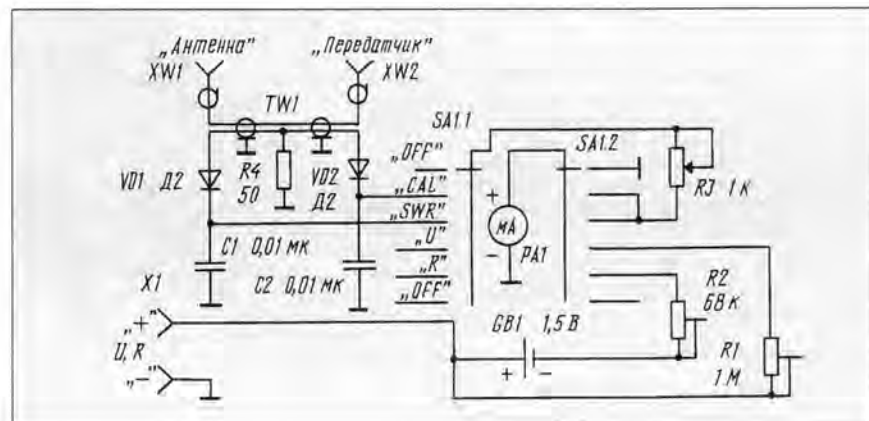 „Антенна" „Передатчик"
XW1 XW2
TW1
SA1.1
SA1.2
„OFF"
VD1 Д2
R4
50
VD2
Д2
„CAL"
„SWR"
R3 1 К
+
МА
–
PA1
„U"
„R"
„OFF"
C1 0,01 мк
C2 0,01 мк
X1
R2
68 к
GB1 1,5 В
„+"
U, R
„–"
+ –
R1
1 М